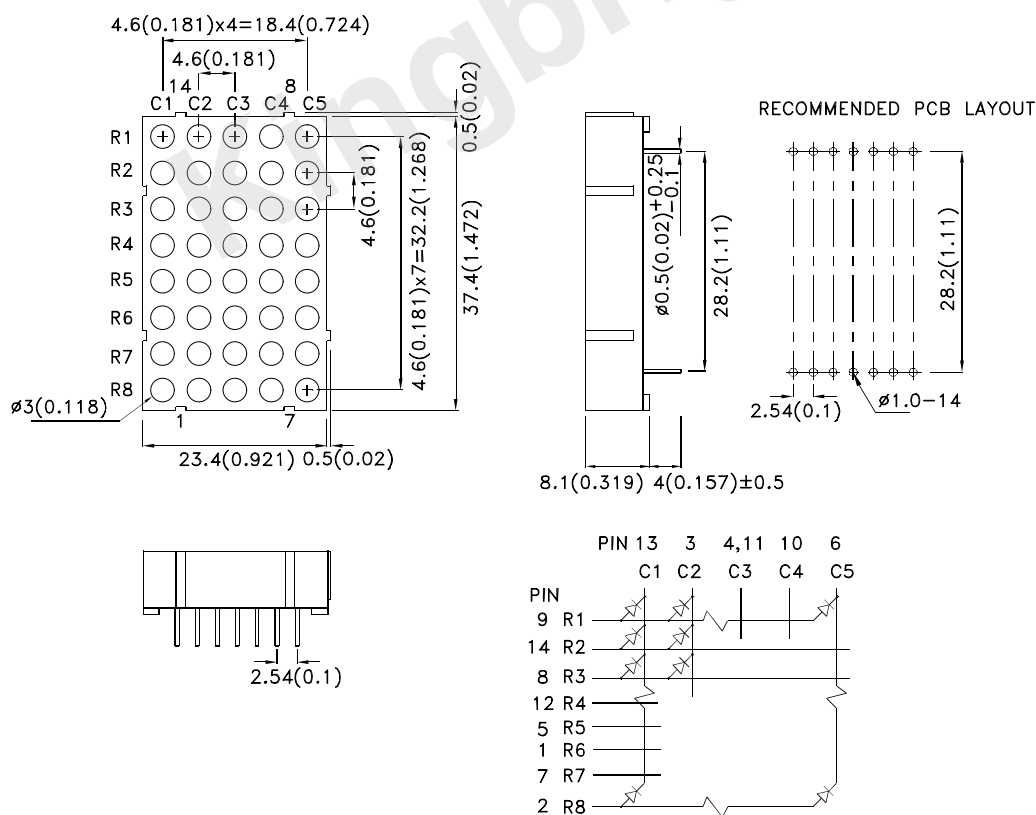 4.6(0.181)x4=18.4(0.724)
4.6(0.181)
14 8
C1 C2 C3 C4 C5
R1
R2
R3
R4
R5
R6
R7
R8
ø3(0.118)
1 7
23.4(0.921) 0.5(0.02)
4.6(0.181)
4.6(0.181)x7=32.2(1.268)
0.5(0.02)
37.4(1.472)
ø0.5(0.02)+0.25
-0.1
28.2(1.11)
8.1(0.319) 4(0.157)±0.5
RECOMMENDED PCB LAYOUT
28.2(1.11)
2.54(0.1)
ø1.0-14
2.54(0.1)
PIN 13 3 4,11 10 6
C1 C2 C3 C4 C5
PIN
9 R1
14 R2
8 R3
12 R4
5 R5
1 R6
7 R7
2 R8